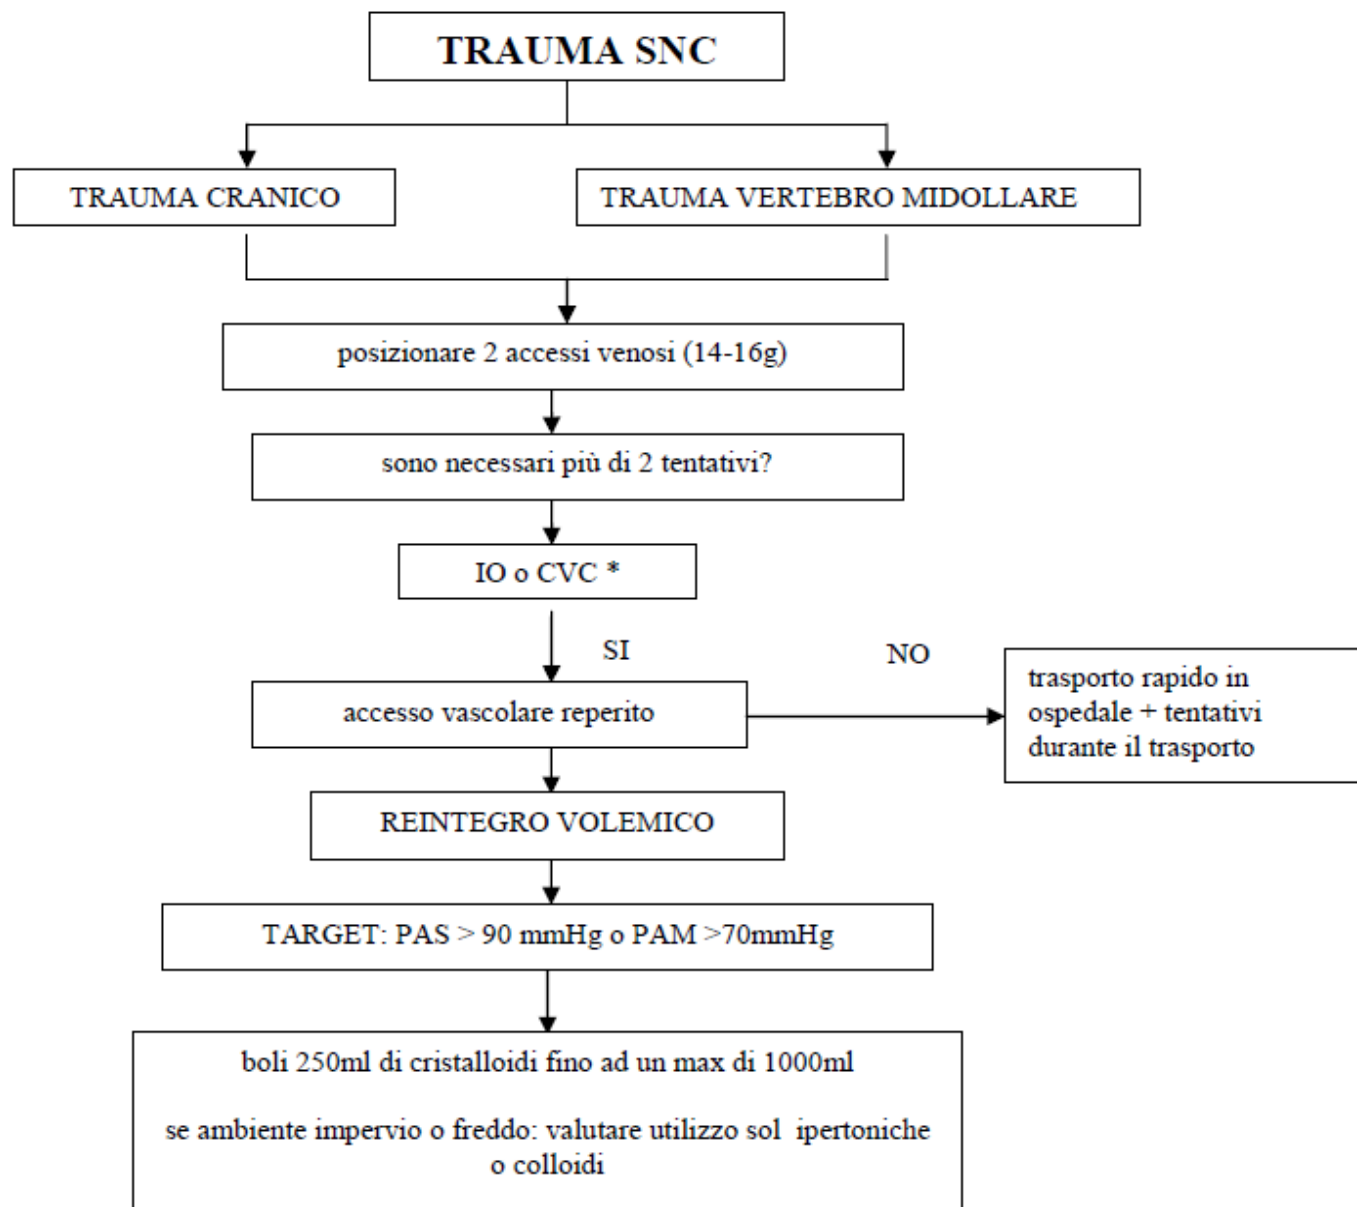 TRAUMA SNC
TRAUMA CRANICO
TRAUMA VERTEBRO MIDOLLARE
posizionare 2 accessi venosi (14-16g)
sono necessari più di 2 tentativi?
IO o CVC *
SI
NO
accesso vascolare reperito
trasporto rapido in
ospedale + tentativi
durante il trasporto
REINTEGRO VOLEMICO
TARGET: PAS > 90 mmHg o PAM >70mmHg
boli 250ml di cristalloidi fino ad un max di 1000ml
se ambiente impervio o freddo: valutare utilizzo sol ipertoniche
o colloidi